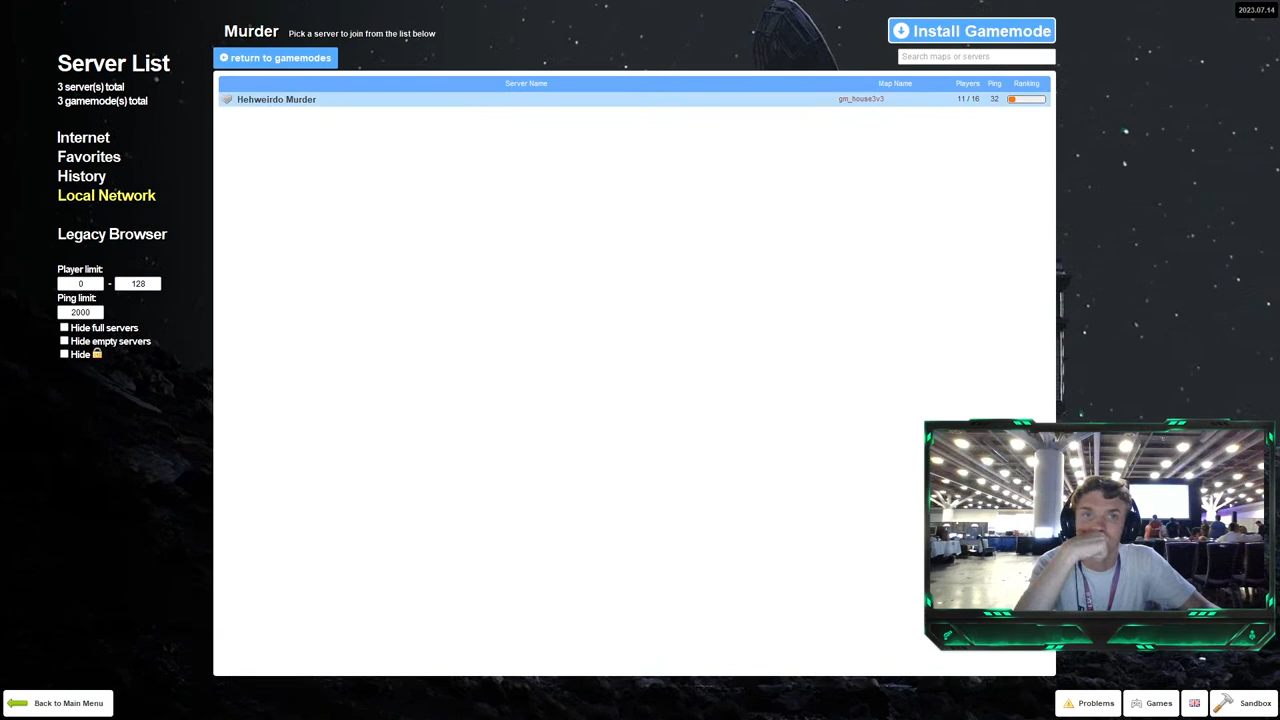 2023.07.14
Murder Pick a server to join from the list below
Install Gamemode
return to gamemodes
Search maps or servers
Server List
3 server(s) total
3 gamemode(s) total
Internet
Favorites
History
Local Network
Legacy Browser
Player limit:
0 - 128
Ping limit:
2000
Hide full servers
Hide empty servers
Hide
Server Name Map Name Players Ping Ranking
Hehweirdo Murder gm_house3v3 11 / 16 32
Back to Main Menu
Problems Games Sandbox